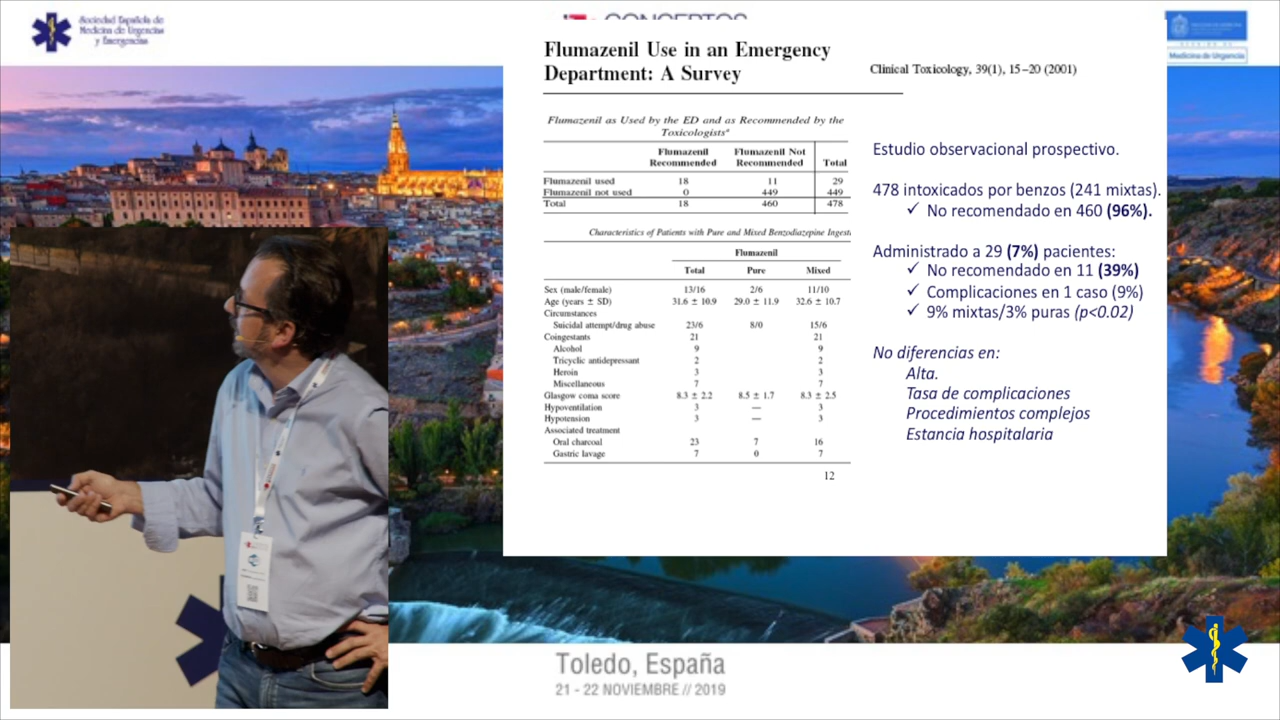 Sociedad Española de
Medicina de Urgencias
y Emergencias
CONCEPTOS
Medicina de Urgencia
Flumazenil Use in an Emergency
Department: A Survey
Clinical Toxicology, 39(1), 15–20 (2001)
Flumazenil as Used by the ED and as Recommended by the
Toxicologistsª
Flumazenil Recommended Flumazenil Not Recommended Total
Flumazenil used 18 11 29
Flumazenil not used 0 449 449
Total 18 460 478
Characteristics of Patients with Pure and Mixed Benzodiazepine Ingest
Flumazenil
Total Pure Mixed
Sex (male/female) 13/16 2/6 11/10
Age (years ± SD) 31.6 ± 10.9 29.0 ± 11.9 32.6 ± 10.7
Circumstances
Suicidal attempt/drug abuse 23/6 8/0 15/6
Coingestants 21 21
Alcohol 9 9
Tricyclic antidepressant 2 2
Heroin 3 3
Miscellaneous 7 7
Glasgow coma score 8.3 ± 2.2 8.5 ± 1.7 8.3 ± 2.5
Hypoventilation 3 — 3
Hypotension 3 — 3
Associated treatment
Oral charcoal 23 7 16
Gastric lavage 7 0 7
12
Estudio observacional prospectivo.
478 intoxicados por benzos (241 mixtas).
✓ No recomendado en 460 (96%).
Administrado a 29 (7%) pacientes:
✓ No recomendado en 11 (39%)
✓ Complicaciones en 1 caso (9%)
✓ 9% mixtas/3% puras (p<0.02)
No diferencias en:
Alta.
Tasa de complicaciones
Procedimientos complejos
Estancia hospitalaria
Toledo, España
21 - 22 NOVIEMBRE // 2019